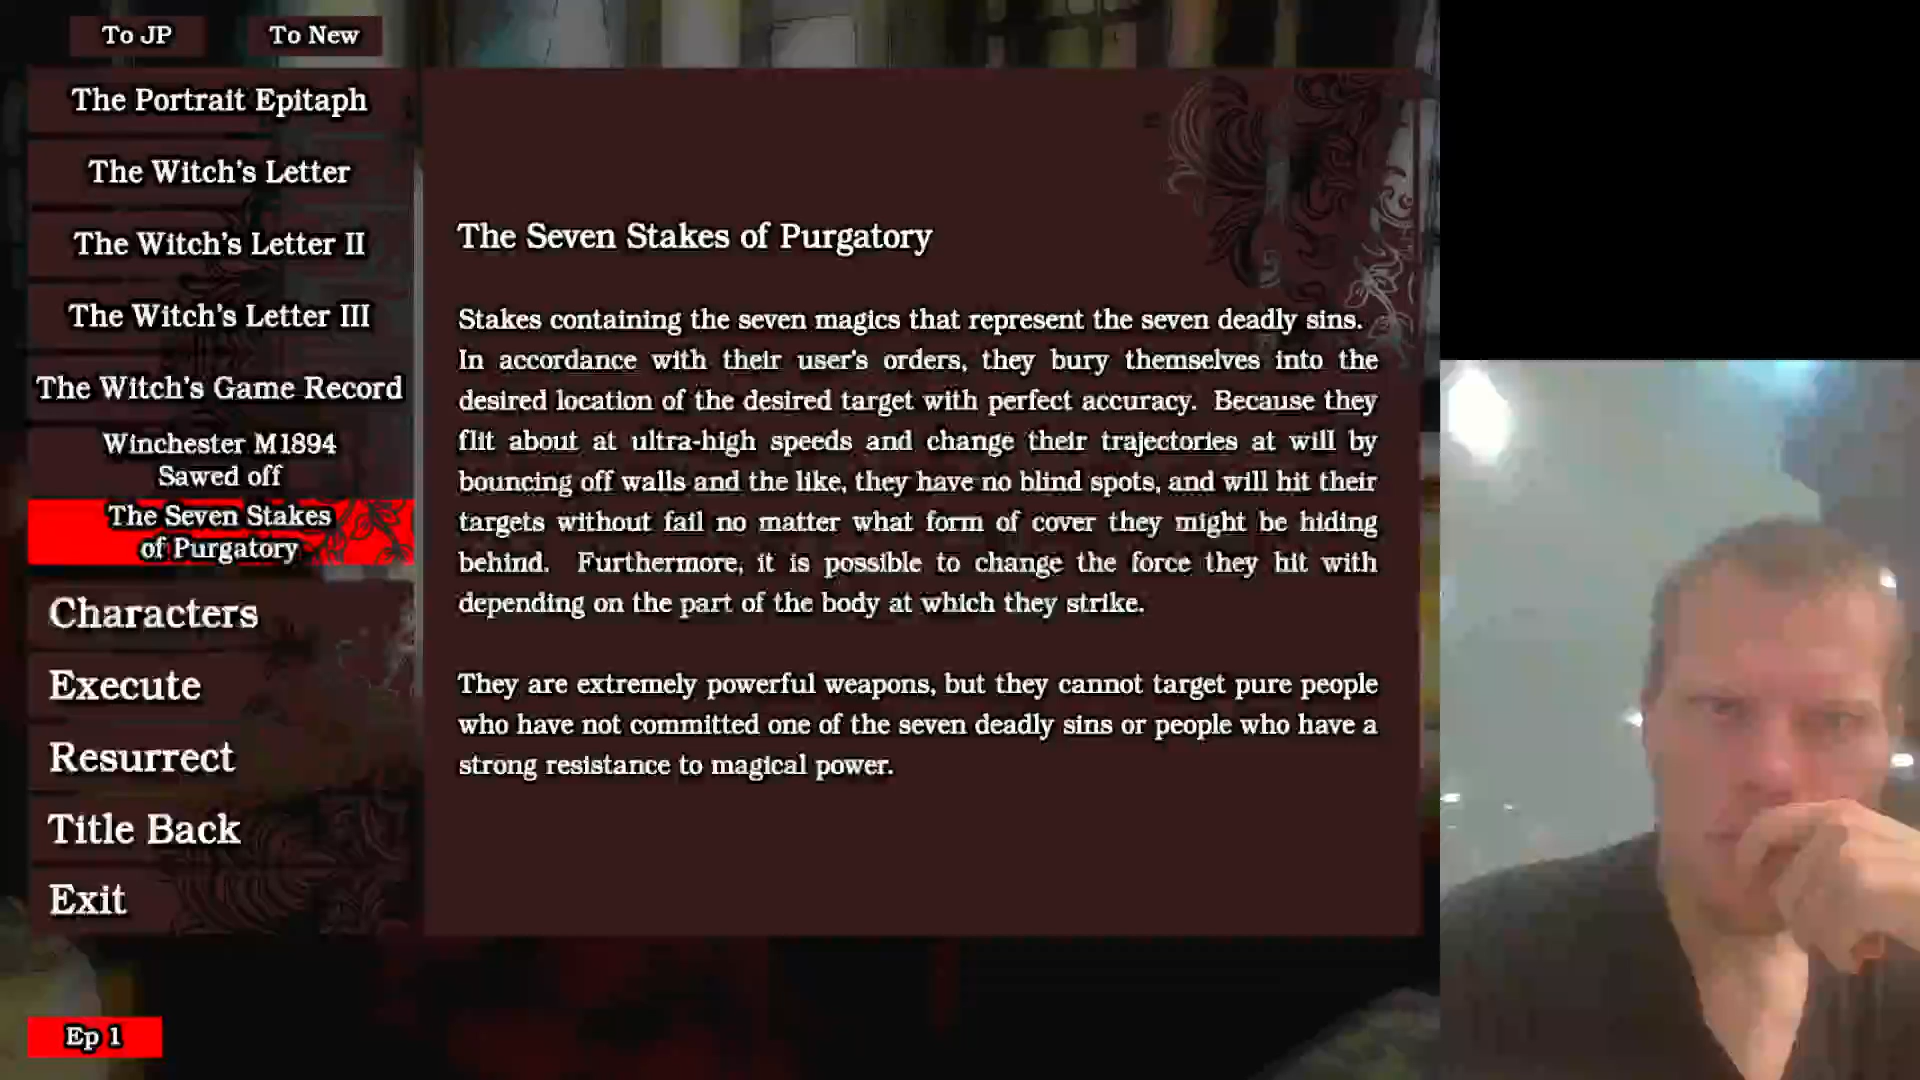 To JP
To New
The Portrait Epitaph
The Witch's Letter
The Witch's Letter II
The Witch's Letter III
The Witch's Game Record
Winchester M1894
Sawed off
The Seven Stakes
of Purgatory
Characters
Execute
Resurrect
Title Back
Exit
Ep 1
The Seven Stakes of Purgatory
Stakes containing the seven magics that represent the seven deadly sins.
In accordance with their user's orders, they bury themselves into the
desired location of the desired target with perfect accuracy. Because they
flit about at ultra-high speeds and change their trajectories at will by
bouncing off walls and the like, they have no blind spots, and will hit their
targets without fail no matter what form of cover they might be hiding
behind. Furthermore, it is possible to change the force they hit with
depending on the part of the body at which they strike.
They are extremely powerful weapons, but they cannot target pure people
who have not committed one of the seven deadly sins or people who have a
strong resistance to magical power.